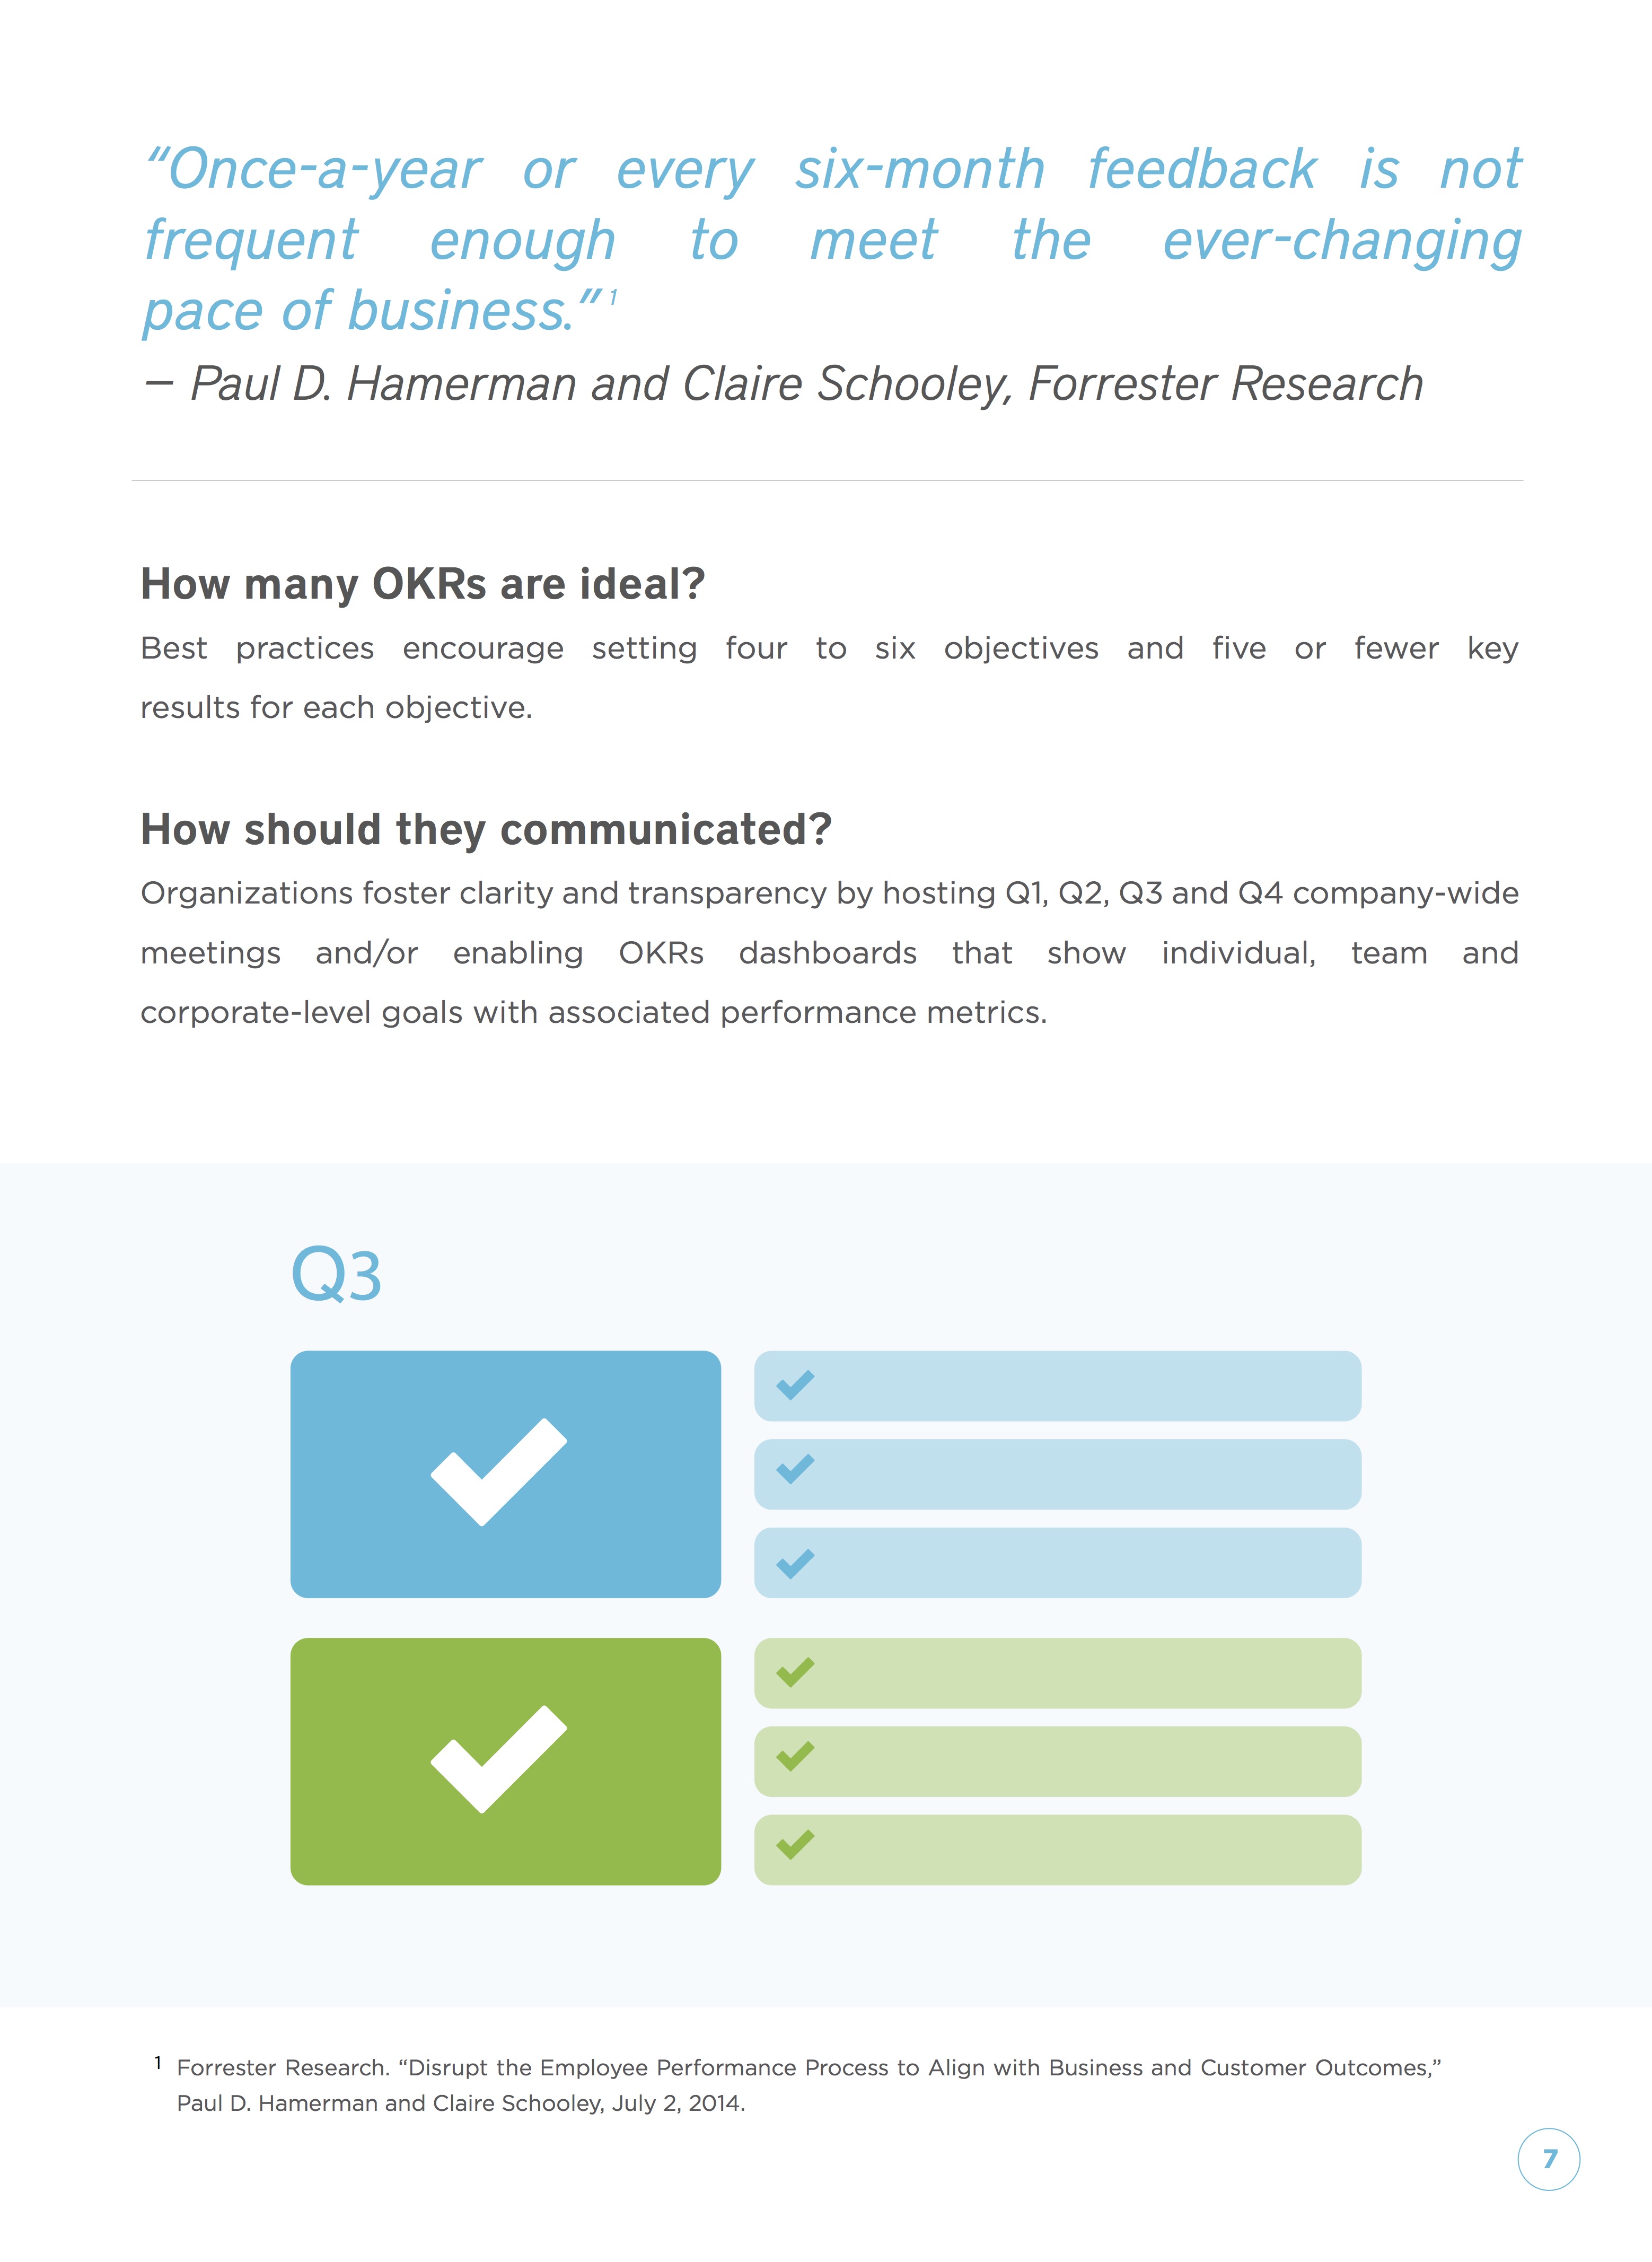 “Once-a-year or every six-month feedback is not
frequent enough to meet the ever-changing
pace of business.” 1
– Paul D. Hamerman and Claire Schooley, Forrester Research
How many OKRs are ideal?
Best practices encourage setting four to six objectives and five or fewer key
results for each objective.
How should they communicated?
Organizations foster clarity and transparency by hosting Q1, Q2, Q3 and Q4 company-wide
meetings and/or enabling OKRs dashboards that show individual, team and
corporate-level goals with associated performance metrics.
Q3
1 Forrester Research. “Disrupt the Employee Performance Process to Align with Business and Customer Outcomes,”
Paul D. Hamerman and Claire Schooley, July 2, 2014.
7